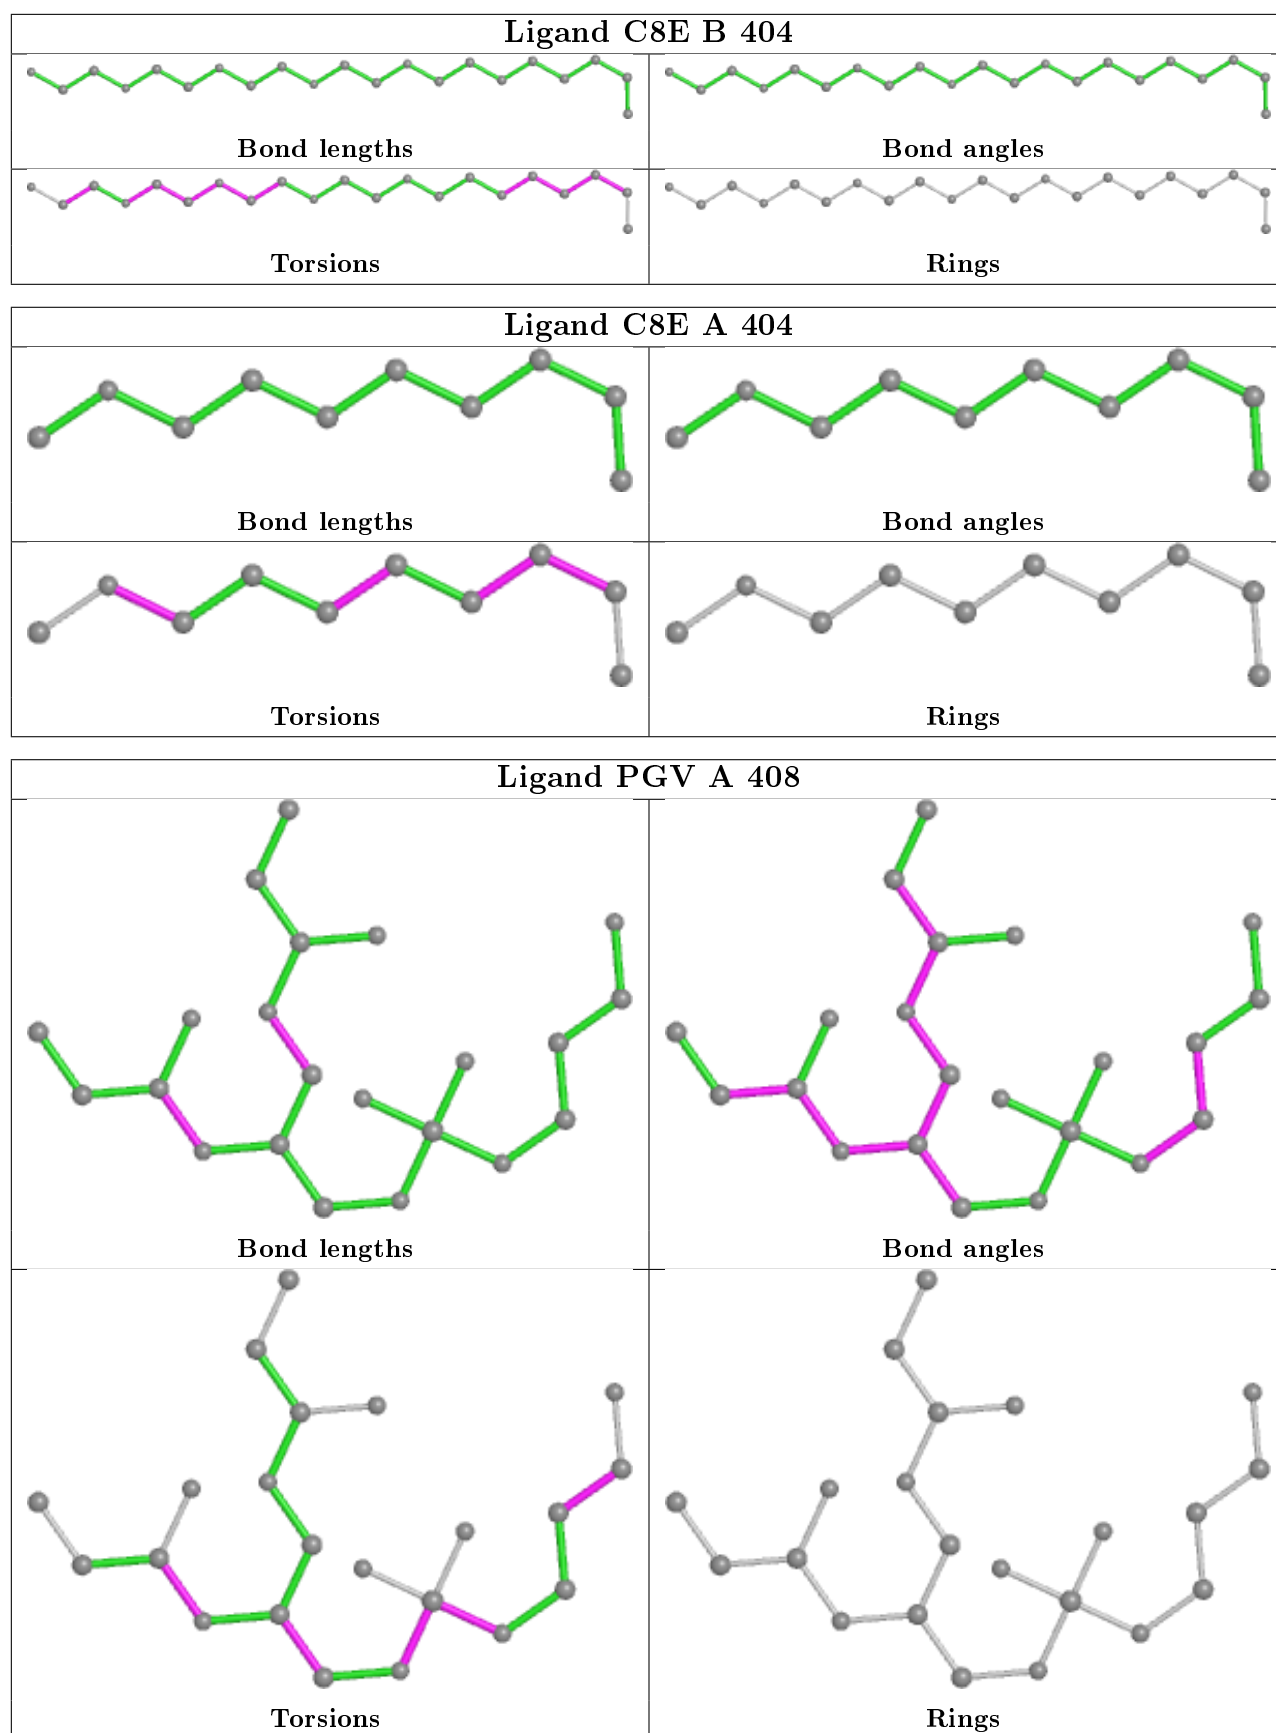 Ligand C8E B 404
Bond lengths
Bond angles
Torsions
Rings
Ligand C8E A 404
Bond lengths
Bond angles
Torsions
Rings
Ligand PGV A 408
Bond lengths
Bond angles
Torsions
Rings